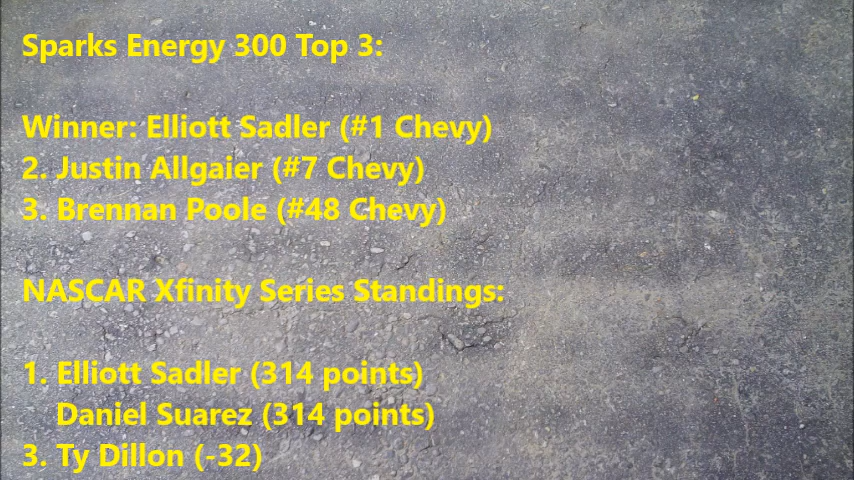 Sparks Energy 300 Top 3:
Winner: Elliott Sadler (#1 Chevy)
2. Justin Allgaier (#7 Chevy)
3. Brennan Poole (#48 Chevy)
NASCAR Xfinity Series Standings:
1. Elliott Sadler (314 points)
Daniel Suarez (314 points)
3. Ty Dillon (-32)